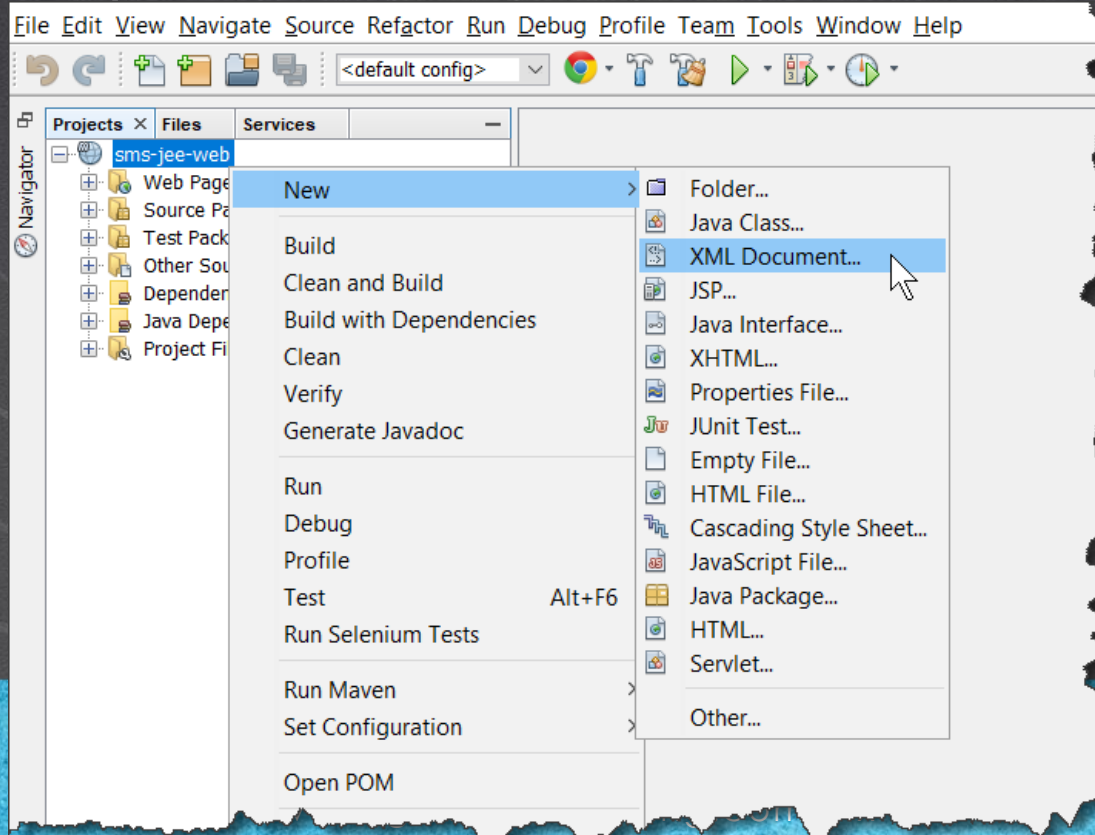 File Edit View Navigate Source Refactor Run Debug Profile Team Tools Window Help
<default config>
Projects Files Services
Navigator
sms-jee-web
Web Page
Source Pa
Test Pack
Other Sou
Depender
Java Depe
Project Fi
New
Build
Clean and Build
Build with Dependencies
Clean
Verify
Generate Javadoc
Run
Debug
Profile
Test Alt+F6
Run Selenium Tests
Run Maven
Set Configuration
Open POM
Folder...
Java Class...
XML Document...
JSP...
Java Interface...
XHTML...
Properties File...
JUnit Test...
Empty File...
HTML File...
Cascading Style Sheet...
JavaScript File...
Java Package...
HTML...
Servlet...
Other...